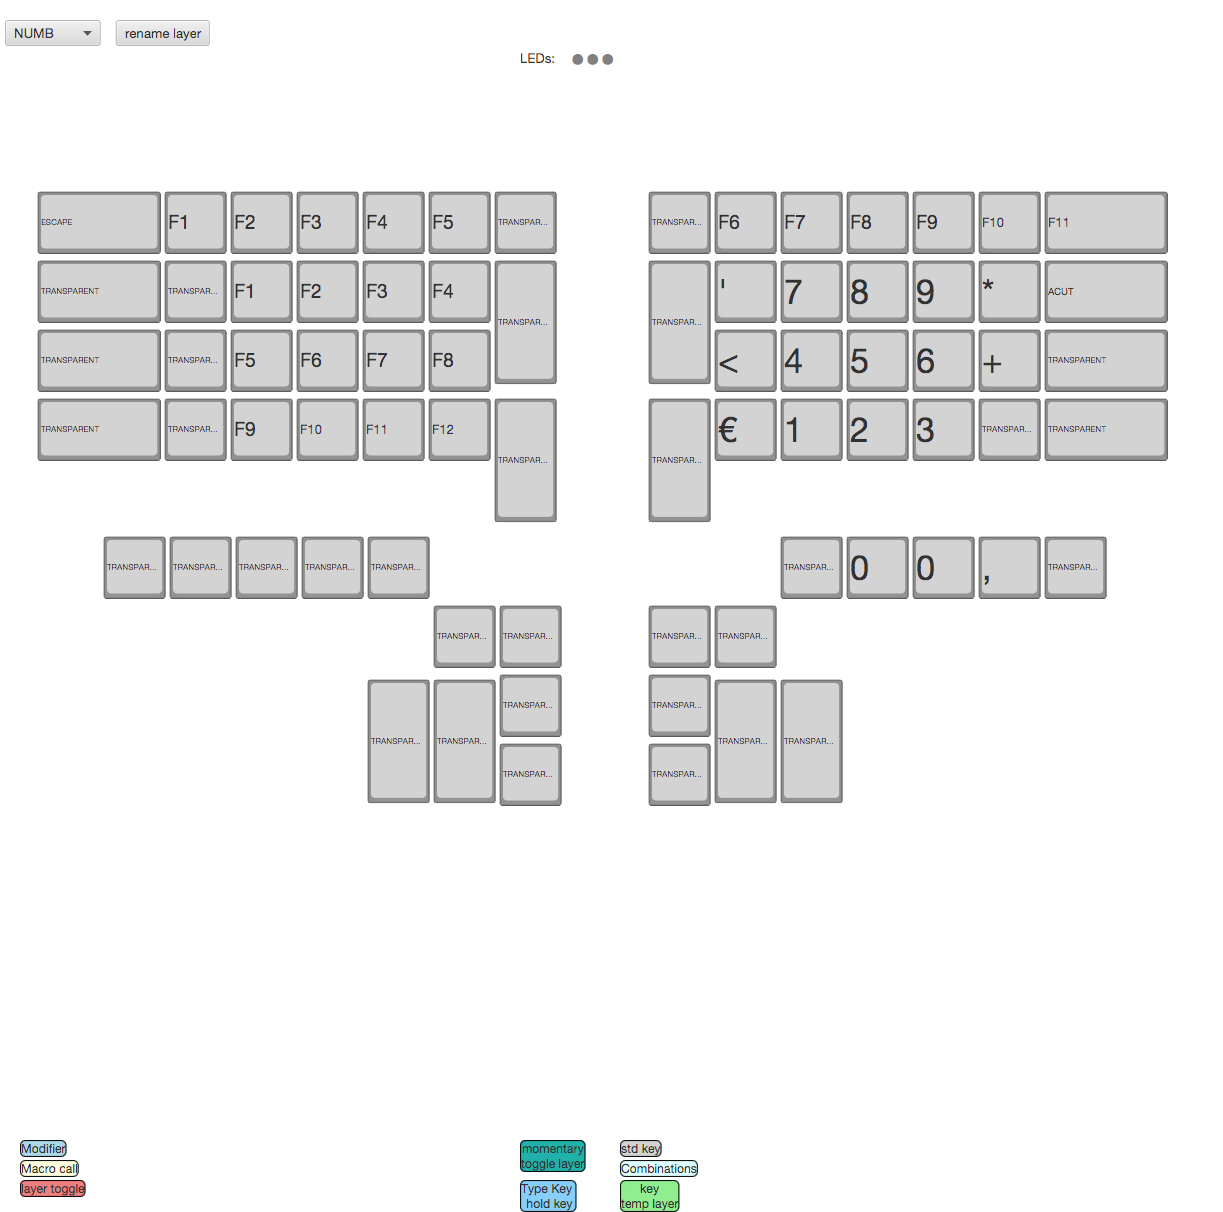 NUMB rename layer
LEDs:
ESCAPE F1 F2 F3 F4 F5 TRANSPAR... TRANSPAR... F6 F7 F8 F9 F10 F11
TRANSPARENT TRANSPAR... F1 F2 F3 F4 ' 7 8 9 * ACUT
TRANSPAR... TRANSPAR...
TRANSPARENT TRANSPAR... F5 F6 F7 F8 < 4 5 6 + TRANSPARENT
TRANSPARENT TRANSPAR... F9 F10 F11 F12 € 1 2 3 TRANSPAR... TRANSPARENT
TRANSPAR... TRANSPAR...
TRANSPAR... TRANSPAR... TRANSPAR... TRANSPAR... TRANSPAR... TRANSPAR... 0 0 , TRANSPAR...
TRANSPAR... TRANSPAR... TRANSPAR... TRANSPAR...
TRANSPAR... TRANSPAR...
TRANSPAR... TRANSPAR... TRANSPAR... TRANSPAR...
TRANSPAR... TRANSPAR...
Modifier
Macro call
layer toggle
momentary
toggle layer
Type Key
hold key
std key
Combinations
key
temp layer